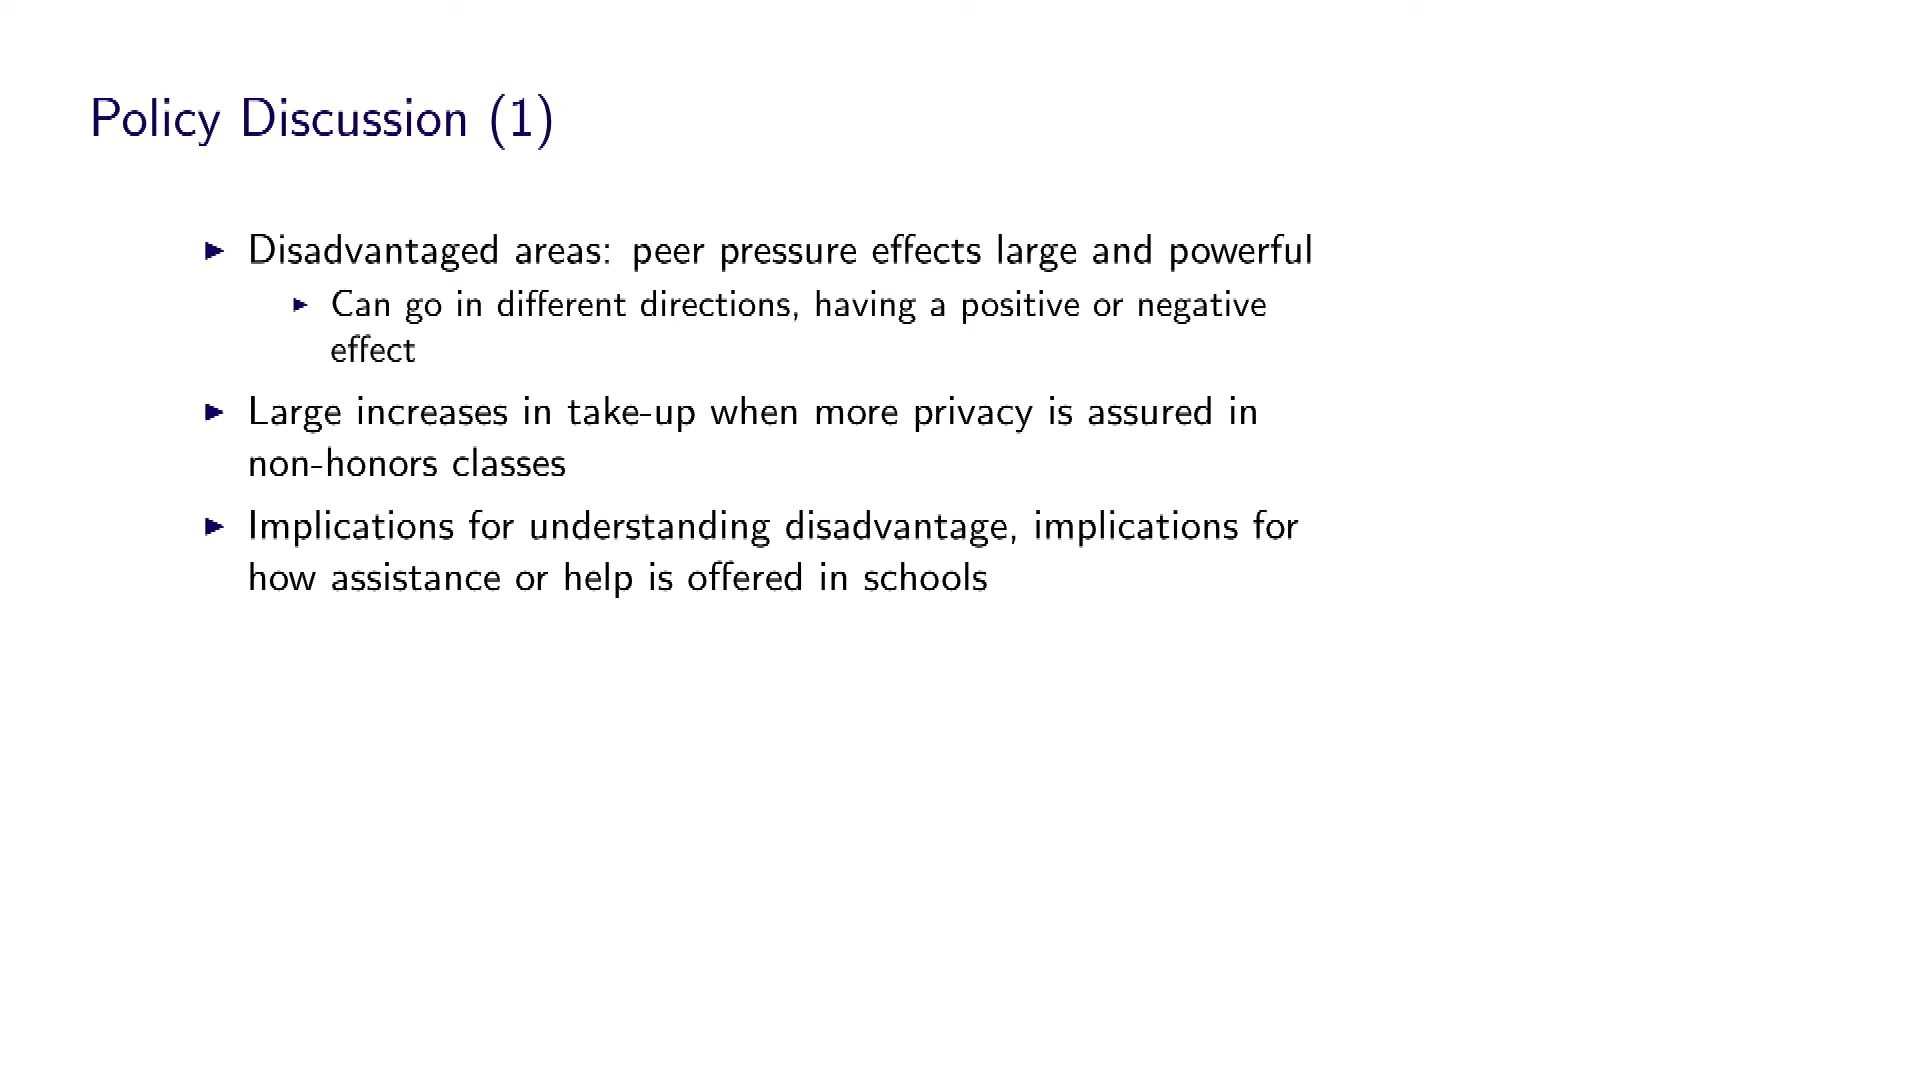 Policy Discussion (1)
Disadvantaged areas: peer pressure effects large and powerful
Can go in different directions, having a positive or negative
effect
Large increases in take-up when more privacy is assured in
non-honors classes
Implications for understanding disadvantage, implications for
how assistance or help is offered in schools